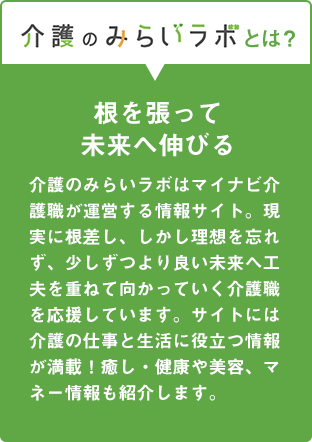 介護のみらいラボとは？
根を張って
未来へ伸びる
介護のみらいラボはマイナビ介
護職が運営する情報サイト。現
実に根差し、しかし理想を忘れ
ず、少しずつより良い未来へ工
夫を重ねて向かっていく介護職
を応援しています。サイトには
介護の仕事と生活に役立つ情報
が満載！癒し・健康や美容、マ
ネー情報も紹介します。